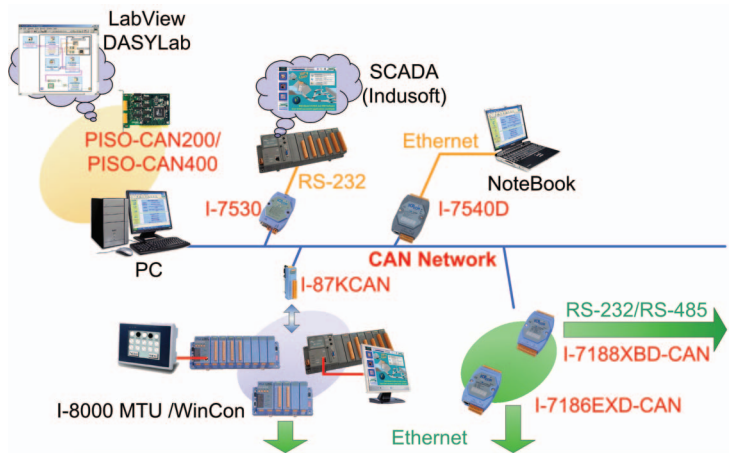 LabView
DASYLab
SCADA
(Indusoft)
PISO-CAN200/
PISO-CAN400
Ethernet
RS-232
NoteBook
I-7530
I-7540D
PC
CAN Network
I-87KCAN
RS-232/RS-485
I-7188XBD-CAN
I-7186EXD-CAN
I-8000 MTU /WinCon
Ethernet